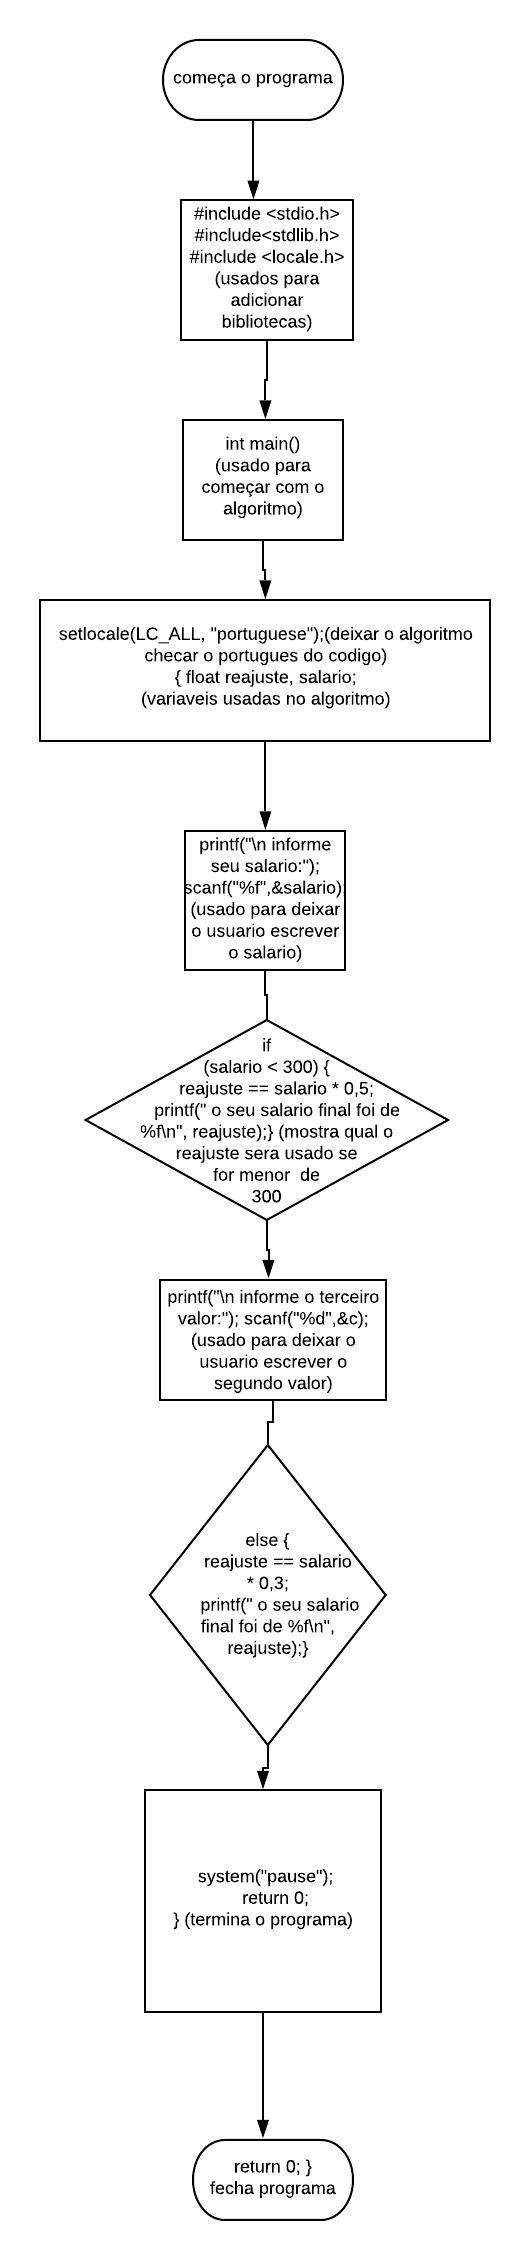 começa o programa
#include <stdio.h>
#include<stdlib.h>
#include <locale.h>
(usados para
adicionar
bibliotecas)
int main()
(usado para
começar com o
algoritmo)
setlocale(LC_ALL, "portuguese");(deixar o algoritmo
checar o portugues do codigo)
{ float reajuste, salario;
(variaveis usadas no algoritmo)
printf("\n informe
seu salario:");
scanf("%f",&salario);
(usado para deixar
o usuario escrever
o salario)
if
(salario < 300) {
reajuste == salario * 0,5;
printf(" o seu salario final foi de
%f\n", reajuste);} (mostra qual o
reajuste sera usado se
for menor  de
300
printf("\n informe o terceiro
valor:"); scanf("%d",&c);
(usado para deixar o
usuario escrever o
segundo valor)
else {
reajuste == salario
* 0,3;
printf(" o seu salario
final foi de %f\n",
reajuste);}
system("pause");
return 0;
} (termina o programa)
return 0; }
fecha programa